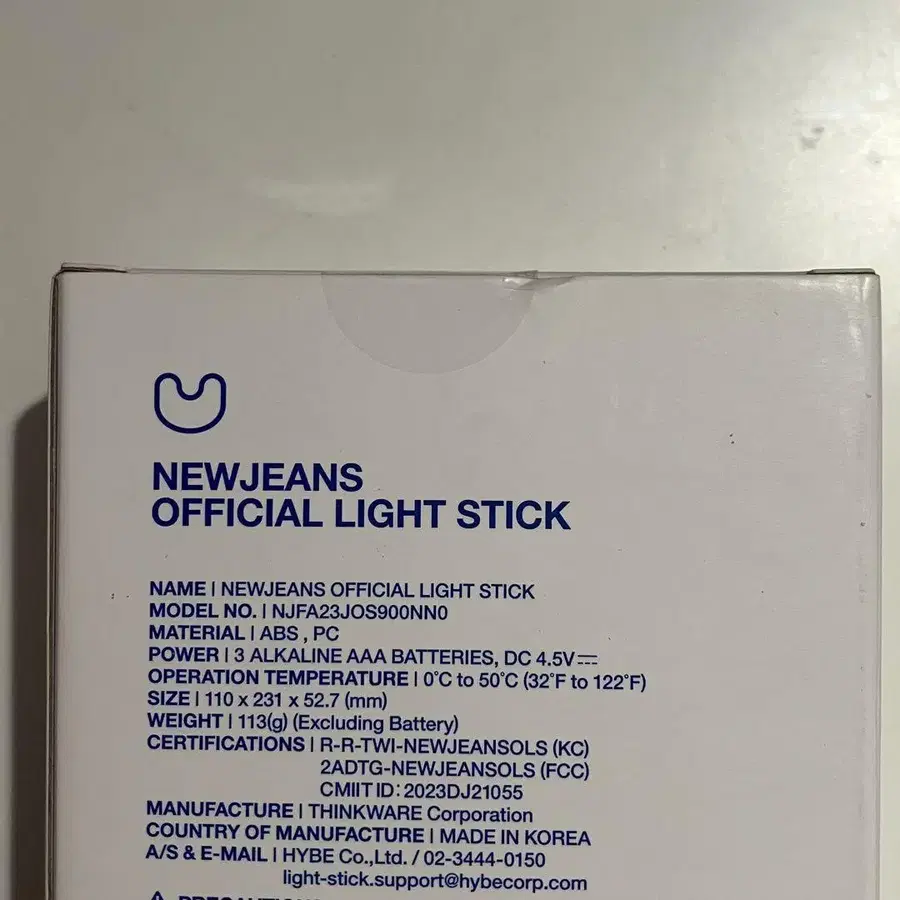 NEWJEANS
OFFICIAL LIGHT STICK
NAME | NEWJEANS OFFICIAL LIGHT STICK
MODEL NO. | NJFA23JOS900NN0
MATERIAL | ABS , PC
POWER | 3 ALKALINE AAA BATTERIES, DC 4.5V⎓
OPERATION TEMPERATURE | 0°C to 50°C (32°F to 122°F)
SIZE | 110 x 231 x 52.7 (mm)
WEIGHT | 113(g) (Excluding Battery)
CERTIFICATIONS | R-R-TWI-NEWJEANSOLS (KC)
2ADTG-NEWJEANSOLS (FCC)
CMIIT ID: 2023DJ21055
MANUFACTURE | THINKWARE Corporation
COUNTRY OF MANUFACTURE | MADE IN KOREA
A/S & E-MAIL | HYBE Co.,Ltd. / 02-3444-0150
light-stick.support@hybecorp.com